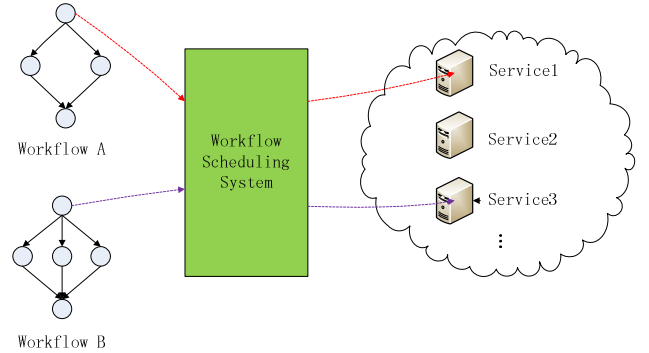 Workflow A
Workflow B
Workflow
Scheduling
System
Service1
Service2
Service3
⋮